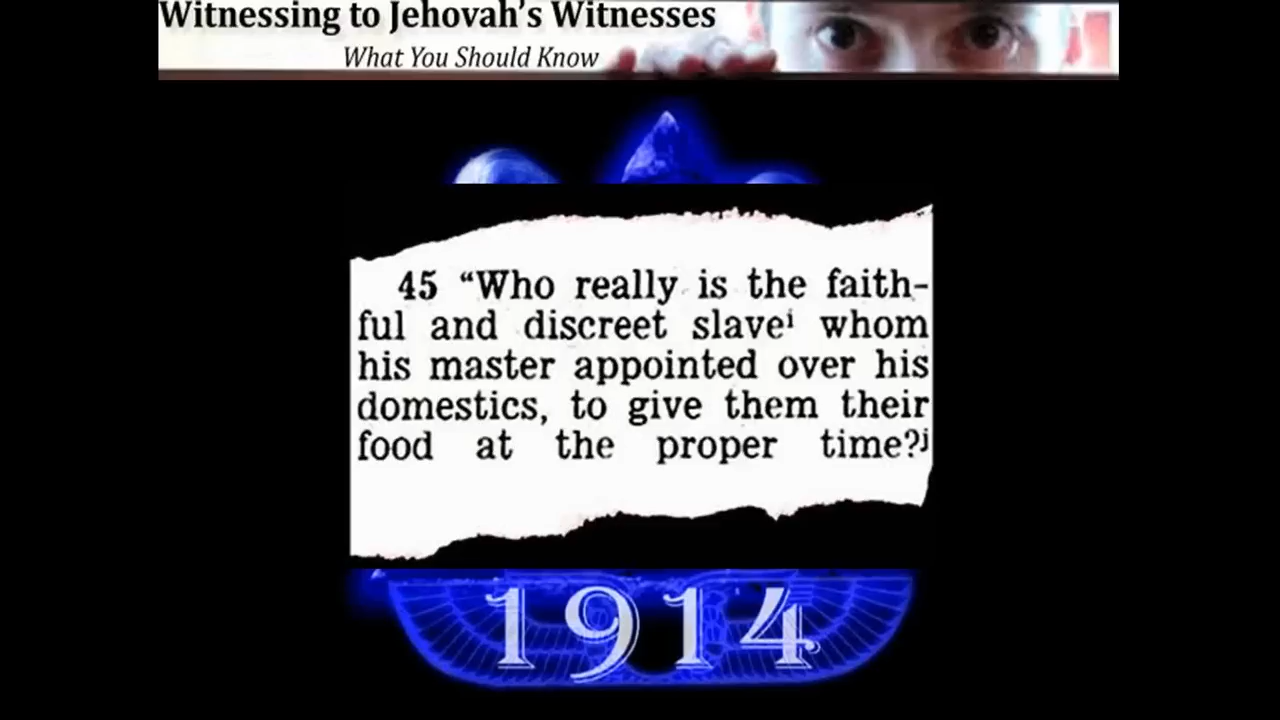 Witnessing to Jehovah’s Witnesses
What You Should Know
45 “Who really is the faith-
ful and discreet slaveⁱ whom
his master appointed over his
domestics, to give them their
food at the proper time?ʲ
1914